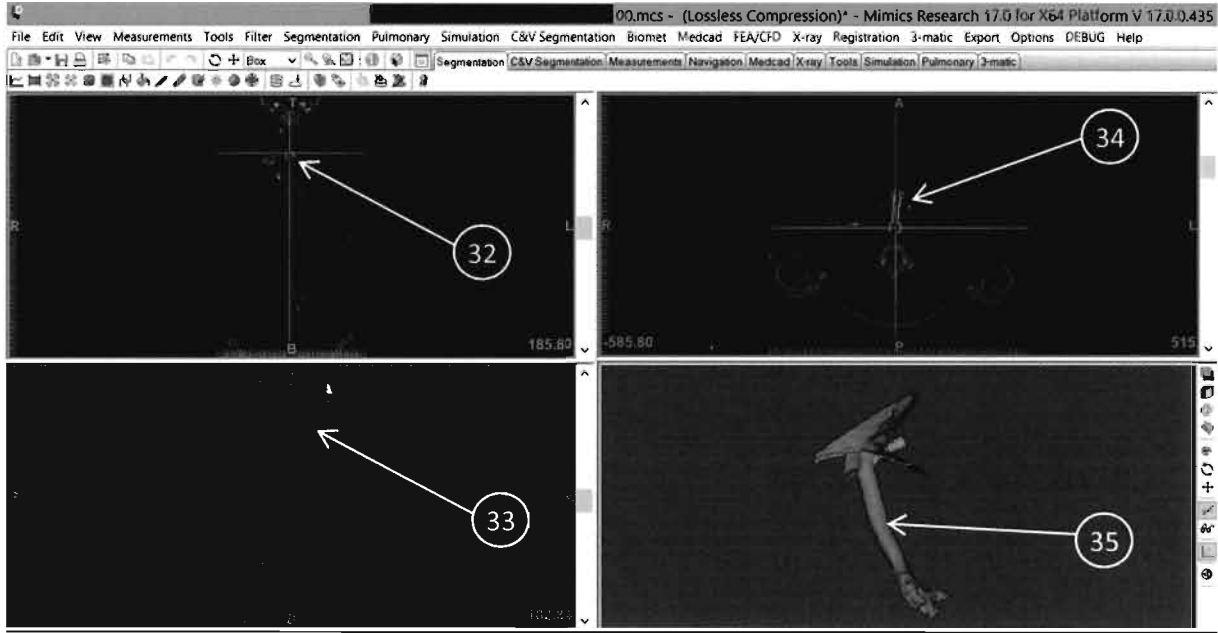 00.mcs - (Lossless Compression)* - Mimics Research 17.0 for X64 Platform V 17.0.0.435
File Edit View Measurements Tools Filter Segmentation Pulmonary Simulation C&V Segmentation Biomet Medcad FEA/CFD X-ray Registration 3-matic Export Options DEBUG Help
Box Segmentation C&V Segmentation Measurements Navigation Medcad X-ray Tools Simulation Pulmonary 3-matic
T
R
L
32
B
185.80
A
34
R
L
-585.80
P
515
33
35